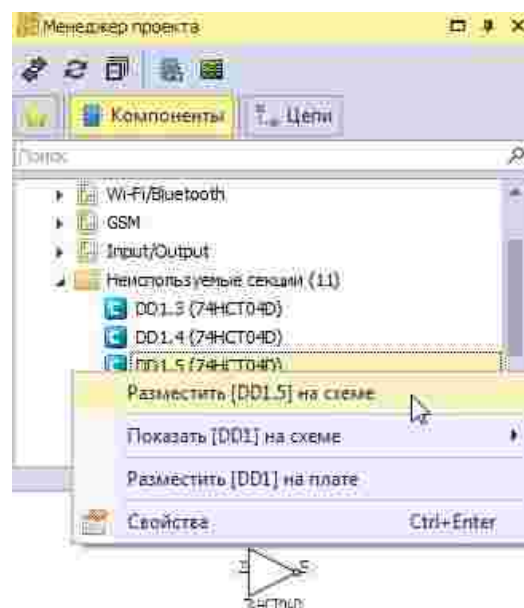 Менеджер проекта
Компоненты
Цепи
Поиск
Wi-Fi/Bluetooth
GSM
Input/Output
Неиспользуемые секции (11)
DD1.3 (74HCT04D)
DD1.4 (74HCT04D)
DD1.5 (74HCT04D)
Разместить [DD1.5] на схеме
Показать [DD1] на схеме
Разместить [DD1] на плате
Свойства Ctrl+Enter
74HCT04D